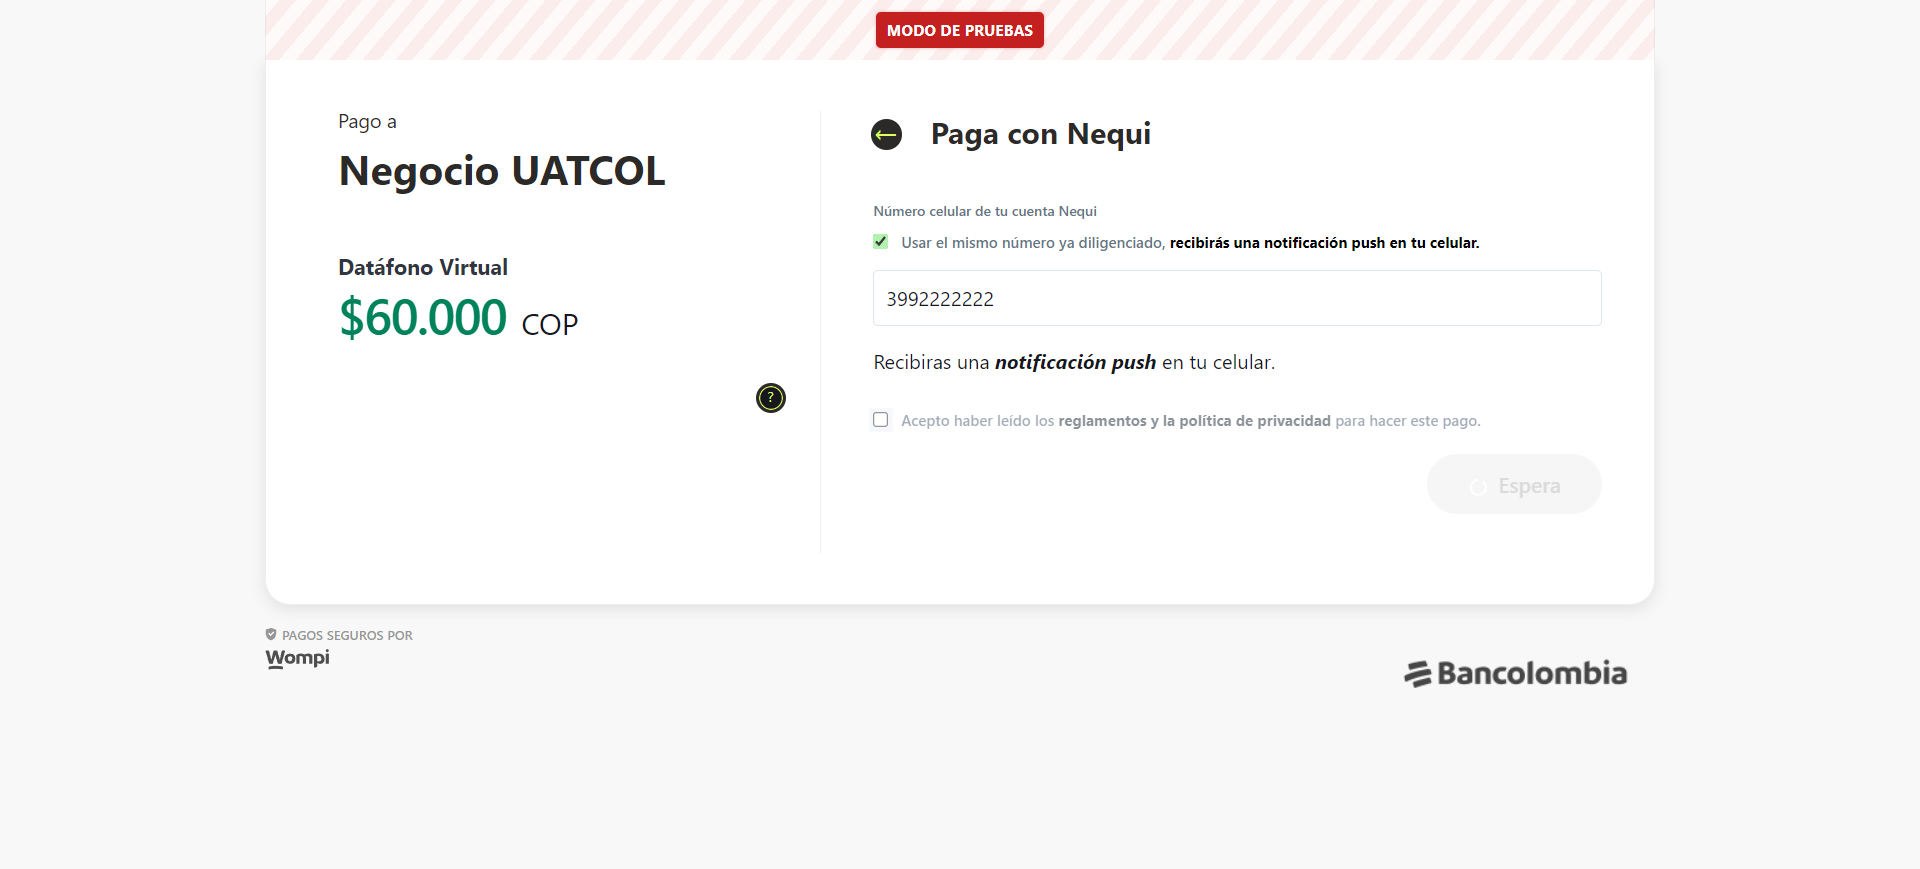 MODO DE PRUEBAS
Pago a
Negocio UATCOL
Datáfono Virtual
$60.000 COP
?
Paga con Nequi
Número celular de tu cuenta Nequi
Usar el mismo número ya diligenciado, recibirás una notificación push en tu celular.
3992222222
Recibiras una notificación push en tu celular.
Acepto haber leído los reglamentos y la política de privacidad para hacer este pago.
Espera
PAGOS SEGUROS POR
Wompi
Bancolombia